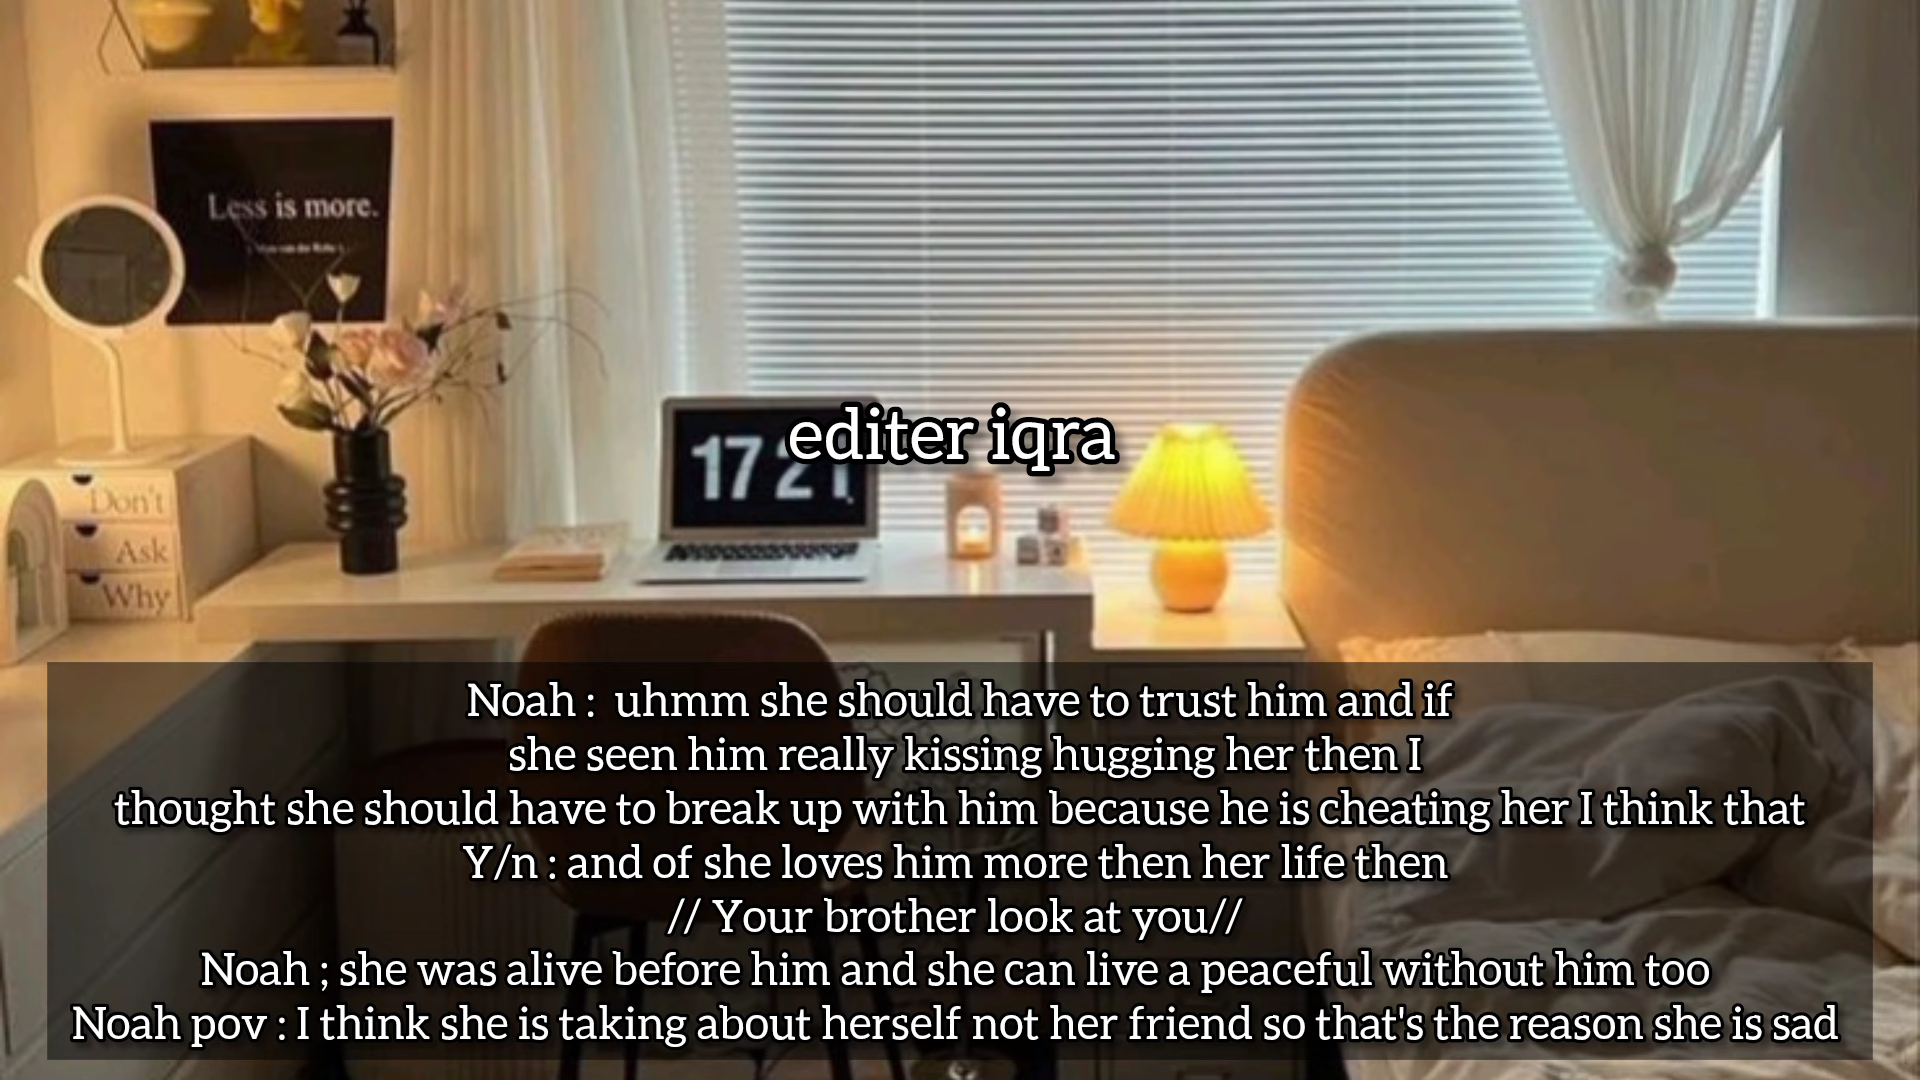 Less is more.
editer iqra
17 21
Don't
Ask
Why
Noah :  uhmm she should have to trust him and if
she seen him really kissing hugging her then I
thought she should have to break up with him because he is cheating her I think that
Y/n : and of she loves him more then her life then
// Your brother look at you//
Noah ; she was alive before him and she can live a peaceful without him too
Noah pov : I think she is taking about herself not her friend so that's the reason she is sad